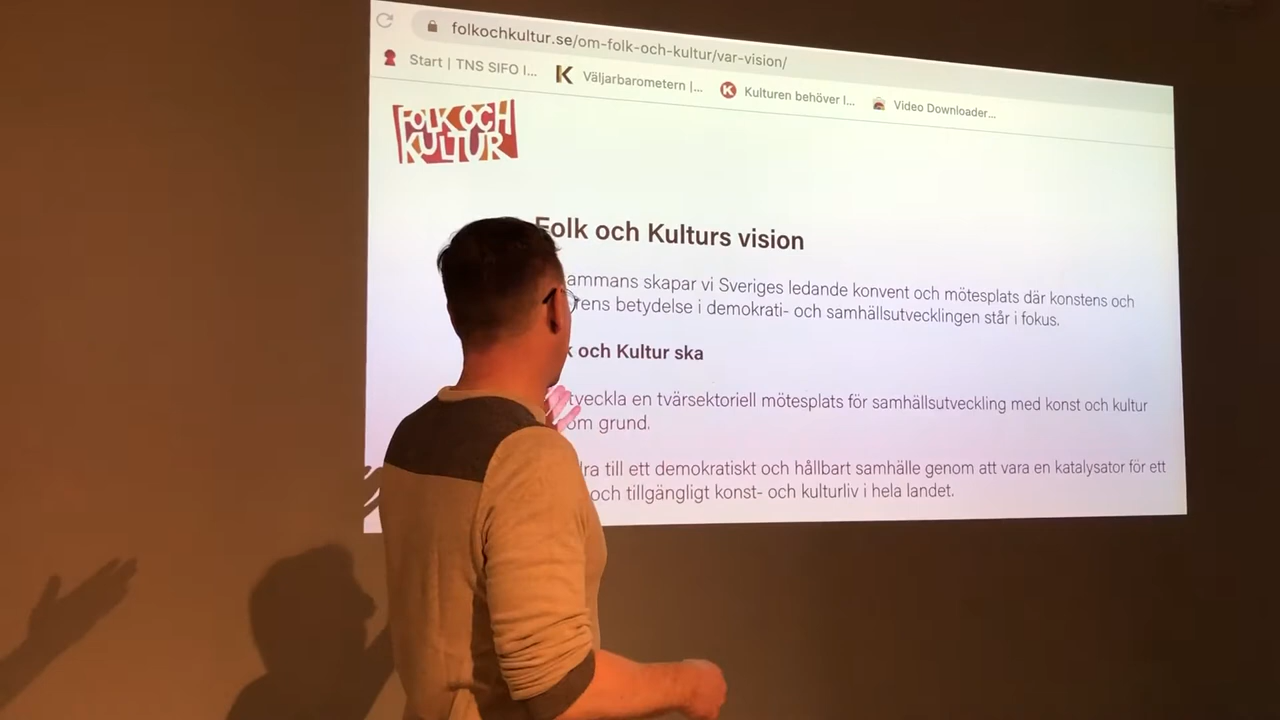 folkochkultur.se/om-folk-och-kultur/var-vision/
Start | TNS SIFO I... Väljarbarometern |... Kulturen behöver I... Video Downloader...
FOLK OCH
KULTUR
Folk och Kulturs vision
ammans skapar vi Sveriges ledande konvent och mötesplats där konstens och
rens betydelse i demokrati- och samhällsutvecklingen står i fokus.
k och Kultur ska
tveckla en tvärsektoriell mötesplats för samhällsutveckling med konst och kultur
om grund.
dra till ett demokratiskt och hållbart samhälle genom att vara en katalysator för ett
och tillgängligt konst- och kulturliv i hela landet.